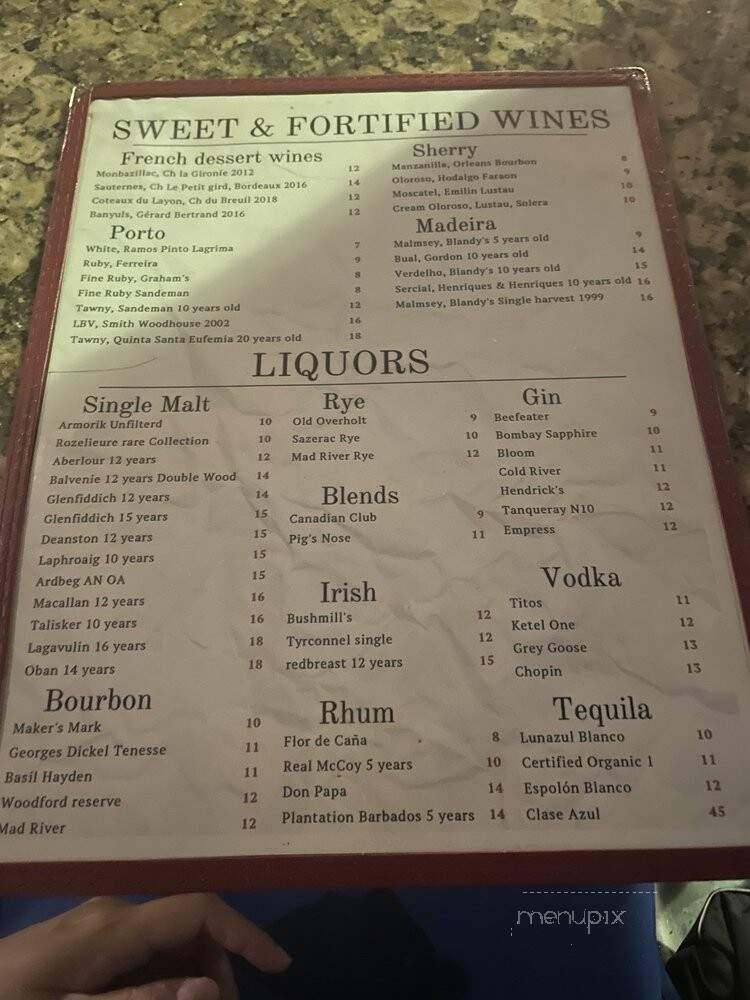 SWEET & FORTIFIED WINES
French dessert wines
Monbazillac, Ch la Gironie 2012 12
Sauternes, Ch Le Petit gird, Bordeaux 2016 14
Coteaux du Layon, Ch du Breuil 2018 12
Banyuls, Gérard Bertrand 2016 12
Porto
White, Ramos Pinto Lagrima 7
Ruby, Ferreira 9
Fine Ruby, Graham's 8
Fine Ruby Sandeman 8
Tawny, Sandeman 10 years old 12
LBV, Smith Woodhouse 2002 16
Tawny, Quinta Santa Eufemia 20 years old 18
Sherry
Manzanilla, Orleans Bourbon 8
Oloroso, Hodalgo Faraon 9
Moscatel, Emilin Lustau 10
Cream Oloroso, Lustau, Solera 10
Madeira
Malmsey, Blandy's 5 years old 9
Bual, Gordon 10 years old 14
Verdelho, Blandy's 10 years old 15
Sercial, Henriques & Henriques 10 years old 16
Malmsey, Blandy's Single harvest 1999 16
LIQUORS
Single Malt
Armorik Unfilterd 10
Rozelieure rare Collection 10
Aberlour 12 years 12
Balvenie 12 years Double Wood 14
Glenfiddich 12 years 14
Glenfiddich 15 years 15
Deanston 12 years 15
Laphroaig 10 years 15
Ardbeg AN OA 15
Macallan 12 years 16
Talisker 10 years 16
Lagavulin 16 years 18
Oban 14 years 18
Bourbon
Maker's Mark 10
Georges Dickel Tenesse 11
Basil Hayden 11
Woodford reserve 12
Mad River 12
Rye
Old Overholt 9
Sazerac Rye 10
Mad River Rye 12
Blends
Canadian Club 9
Pig's Nose 11
Irish
Bushmill's 12
Tyrconnel single 12
redbreast 12 years 15
Rhum
Flor de Caña 8
Real McCoy 5 years 10
Don Papa 14
Plantation Barbados 5 years 14
Gin
Beefeater 9
Bombay Sapphire 10
Bloom 11
Cold River 11
Hendrick's 12
Tanqueray N10 12
Empress 12
Vodka
Titos 11
Ketel One 12
Grey Goose 13
Chopin 13
Tequila
Lunazul Blanco 10
Certified Organic 1 11
Espolón Blanco 12
Clase Azul 45
menupix